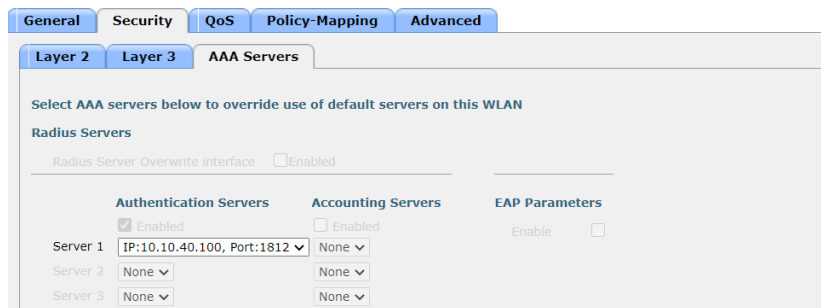 General Security QoS Policy-Mapping Advanced
Layer 2 Layer 3 AAA Servers
Select AAA servers below to override use of default servers on this WLAN
Radius Servers
Radius Server Overwrite interface Enabled
Authentication Servers Accounting Servers EAP Parameters
Enabled Enabled Enable
Server 1 IP:10.10.40.100, Port:1812 None
Server 2 None None
Server 3 None None